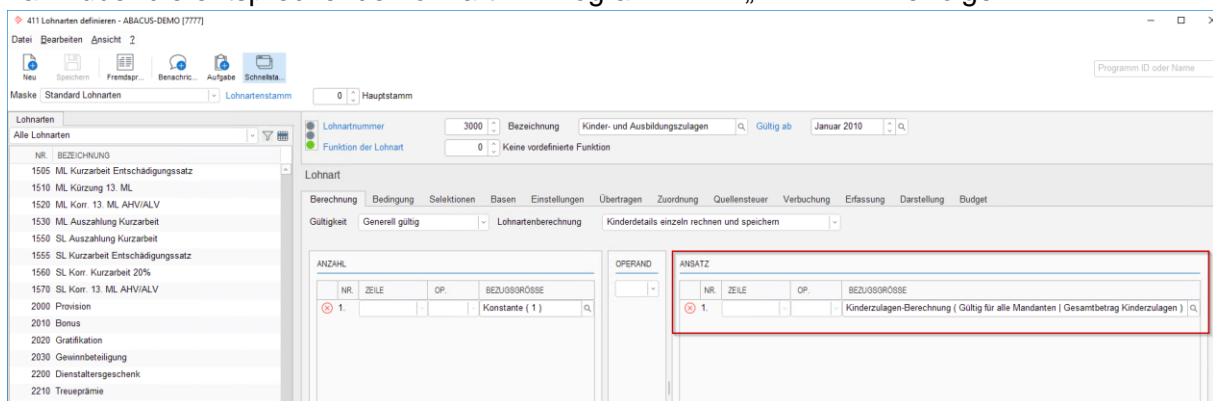 411 Lohnarten definieren - ABACUS-DEMO [7777]
Datei Bearbeiten Ansicht ?
Neu Speichern Fremdspr... Benachric... Aufgabe Schnellsta...
Programm ID oder Name
Maske Standard Lohnarten Lohnartenstamm 0 Hauptstamm
Lohnarten
Alle Lohnarten
NR. BEZEICHNUNG
1505 ML Kurzarbeit Entschädigungssatz
1510 ML Kürzung 13. ML
1520 ML Korr. 13. ML AHV/ALV
1530 ML Auszahlung Kurzarbeit
1550 SL Auszahlung Kurzarbeit
1555 SL Kurzarbeit Entschädigungssatz
1560 SL Korr. Kurzarbeit 20%
1570 SL Korr. 13. ML AHV/ALV
2000 Provision
2010 Bonus
2020 Gratifikation
2030 Gewinnbeteiligung
2200 Dienstaltersgeschenk
2210 Treueprämie
Lohnartnummer 3000 Bezeichnung Kinder- und Ausbildungszulagen Gültig ab Januar 2010
Funktion der Lohnart 0 Keine vordefinierte Funktion
Lohnart
Berechnung Bedingung Selektionen Basen Einstellungen Übertragen Zuordnung Quellensteuer Verbuchung Erfassung Darstellung Budget
Gültigkeit Generell gültig Lohnartenberechnung Kinderdetails einzeln rechnen und speichern
ANZAHL
NR. ZEILE OP. BEZUGSGRÖSSE
1. Konstante ( 1 )
OPERAND
ANSATZ
NR. ZEILE OP. BEZUGSGRÖSSE
1. Kinderzulagen-Berechnung ( Gültig für alle Mandanten | Gesamtbetrag Kinderzulagen )